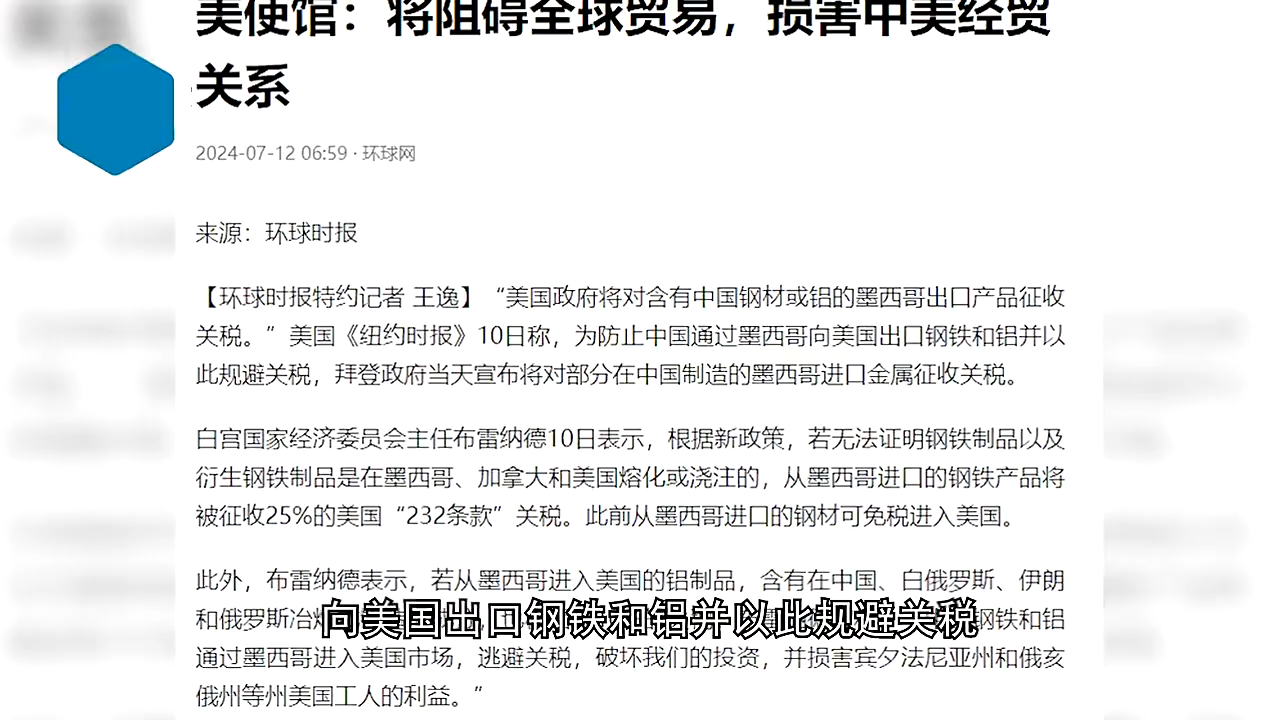 美使馆：将阻碍全球贸易，损害中美经贸
关系
2024-07-12 06:59 · 环球网
来源：环球时报
【环球时报特约记者 王逸】“美国政府将对含有中国钢材或铝的墨西哥出口产品征收
关税。”美国《纽约时报》10日称，为防止中国通过墨西哥向美国出口钢铁和铝并以
此规避关税，拜登政府当天宣布将对部分在中国制造的墨西哥进口金属征收关税。
白宫国家经济委员会主任布雷纳德10日表示，根据新政策，若无法证明钢铁制品以及
衍生钢铁制品是在墨西哥、加拿大和美国熔化或浇注的，从墨西哥进口的钢铁产品将
被征收25%的美国“232条款”关税。此前从墨西哥进口的钢材可免税进入美国。
此外，布雷纳德表示，若从墨西哥进入美国的铝制品，含有在中国、白俄罗斯、伊朗
和俄罗斯冶
钢铁和铝
向美国出口钢铁和铝并以此规避关税
通过墨西哥进入美国市场，逃避关税，破坏我们的投资，并损害宾夕法尼亚州和俄亥
俄州等州美国工人的利益。”